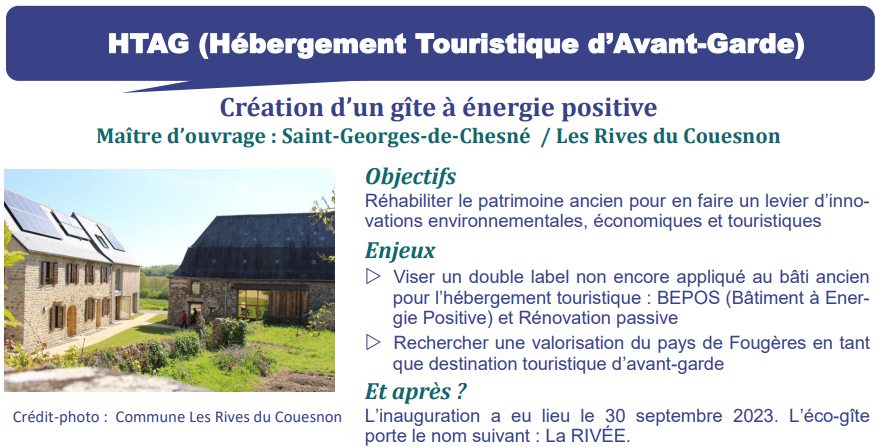 HTAG (Hébergement Touristique d’Avant-Garde)
Création d’un gîte à énergie positive
Maître d’ouvrage : Saint-Georges-de-Chesné / Les Rives du Couesnon
Objectifs
Réhabiliter le patrimoine ancien pour en faire un levier d’inno-
vations environnementales, économiques et touristiques
Enjeux
▷ Viser un double label non encore appliqué au bâti ancien
pour l’hébergement touristique : BEPOS (Bâtiment à Ener-
gie Positive) et Rénovation passive
▷ Rechercher une valorisation du pays de Fougères en tant
que destination touristique d’avant-garde
Et après ?
L’inauguration a eu lieu le 30 septembre 2023. L’éco-gîte
porte le nom suivant : La RIVÉE.
Crédit-photo : Commune Les Rives du Couesnon